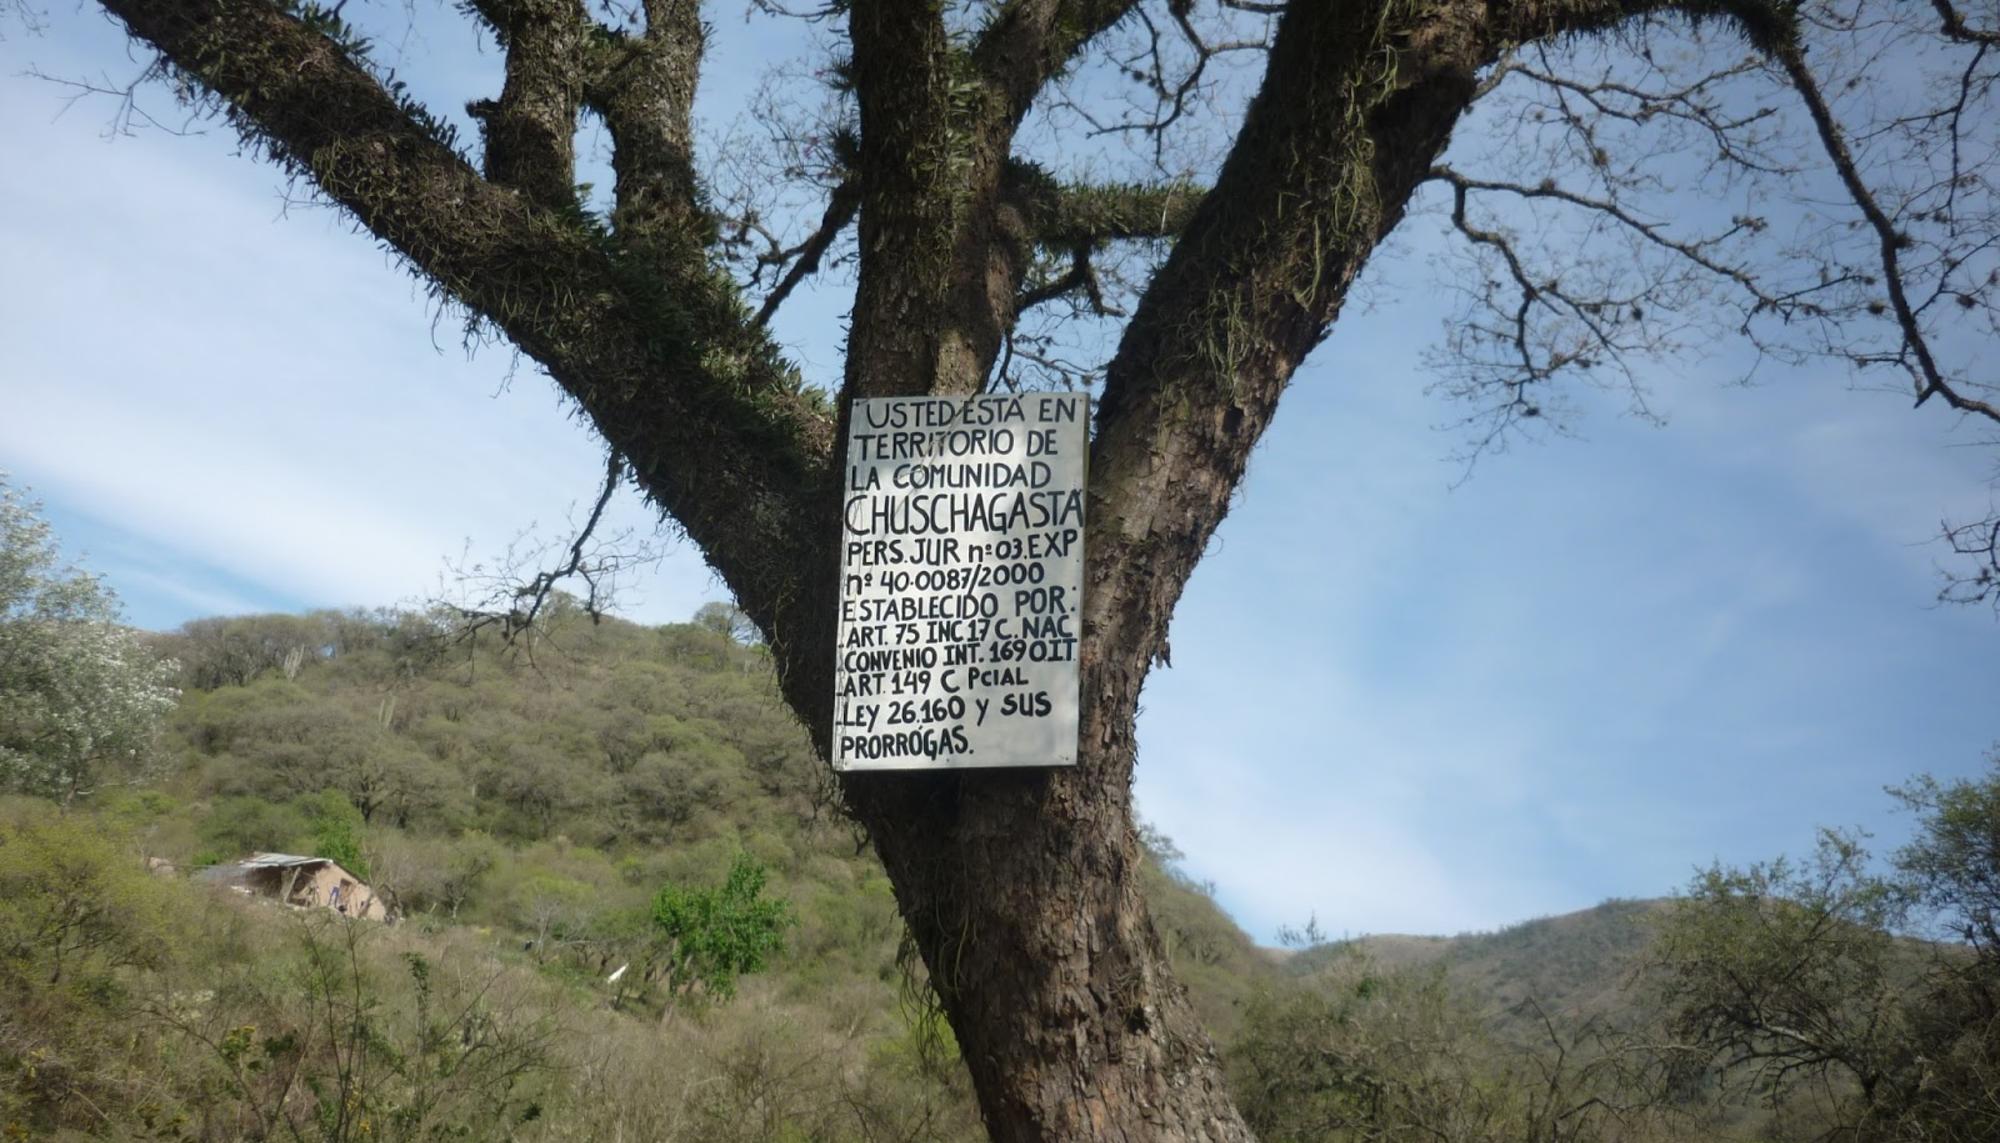 USTED ESTÁ EN
TERRITORIO DE
LA COMUNIDAD
CHUSCHAGASTA
PERS. JUR nº 03. EXP
nº 40.0087/2000
ESTABLECIDO POR:
ART. 75 INC 17 C. NAC
CONVENIO INT. 169 OIT
ART. 149 C PCIAL
LEY 26.160 Y SUS
PRORRÓGAS.